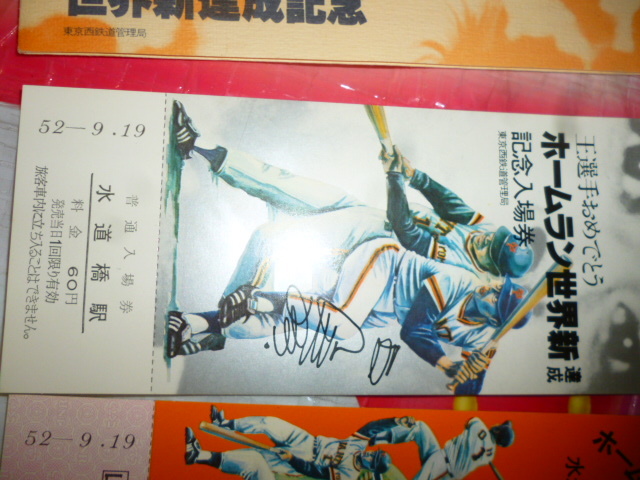 世界新達成記念
東京西鉄道管理局
王選手おめでとう
ホームラン世界新達成
記念入場券
東京西鉄道管理局
52-9.19
普通入場券
水道橋駅
料金60円
発売当日1回限り有効
旅客車内に立ち入ることはできません。
52-9.19
ホー
水